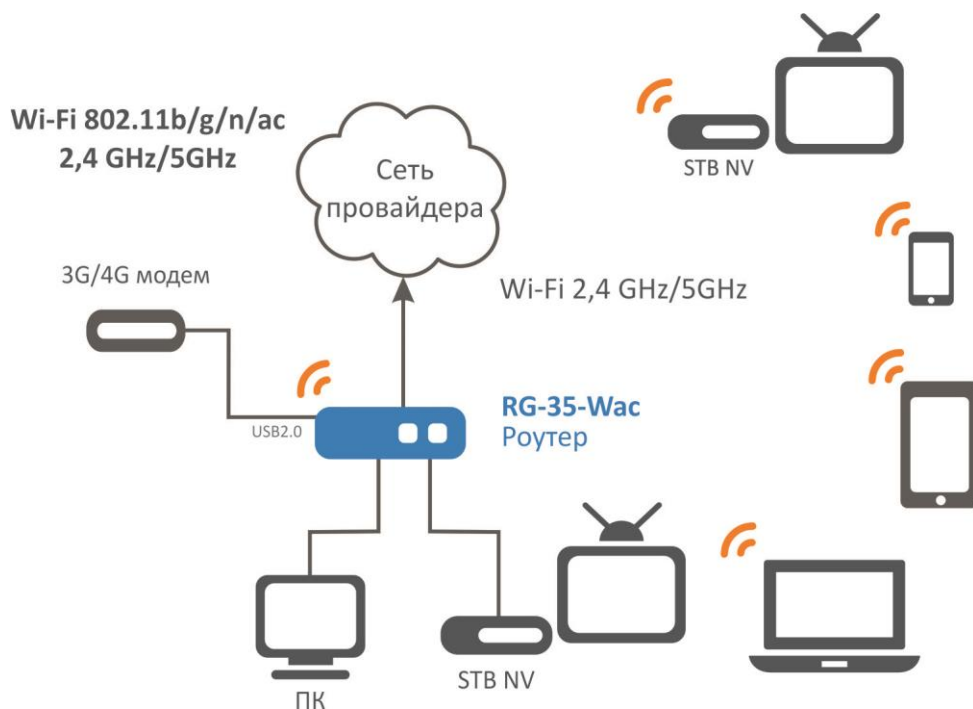 Wi-Fi 802.11b/g/n/ac
2,4 GHz/5GHz
Сеть
провайдера
STB NV
3G/4G модем
Wi-Fi 2,4 GHz/5GHz
USB2.0
RG-35-Wac
Роутер
ПК
STB NV